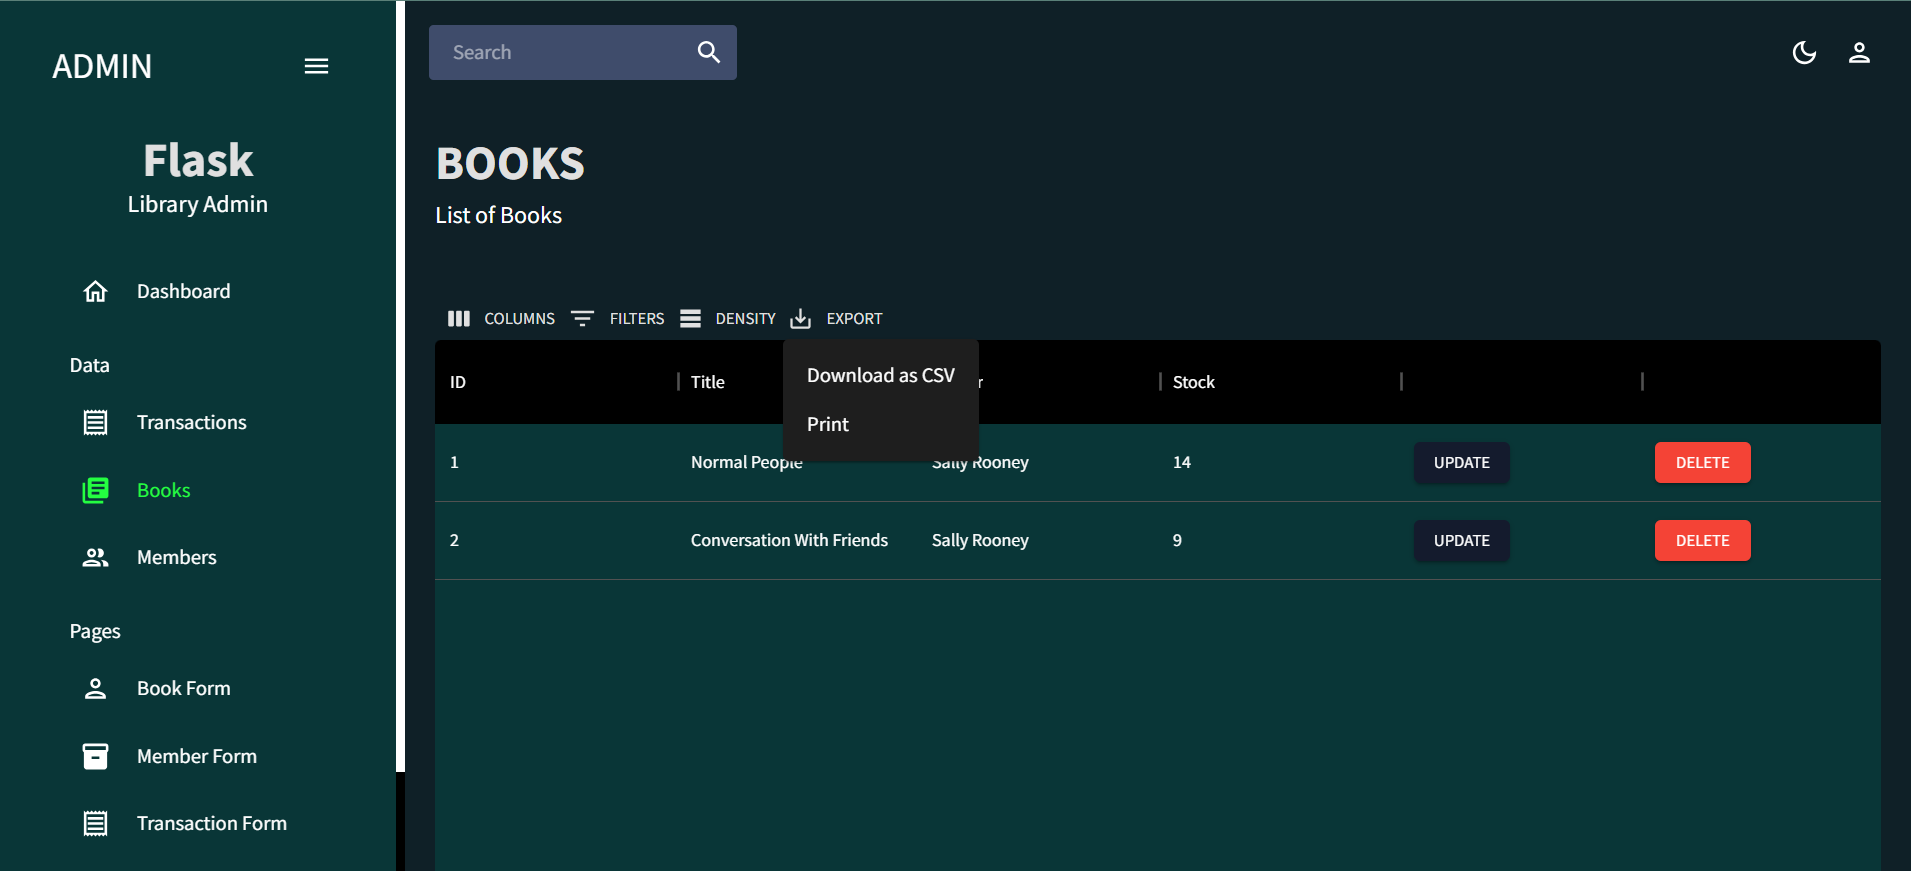 ADMIN
Flask
Library Admin
Dashboard
Data
Transactions
Books
Members
Pages
Book Form
Member Form
Transaction Form
Search
BOOKS
List of Books
COLUMNS FILTERS DENSITY EXPORT
Download as CSV
Print
ID Title r Stock
1 Normal People Sally Rooney 14 UPDATE DELETE
2 Conversation With Friends Sally Rooney 9 UPDATE DELETE